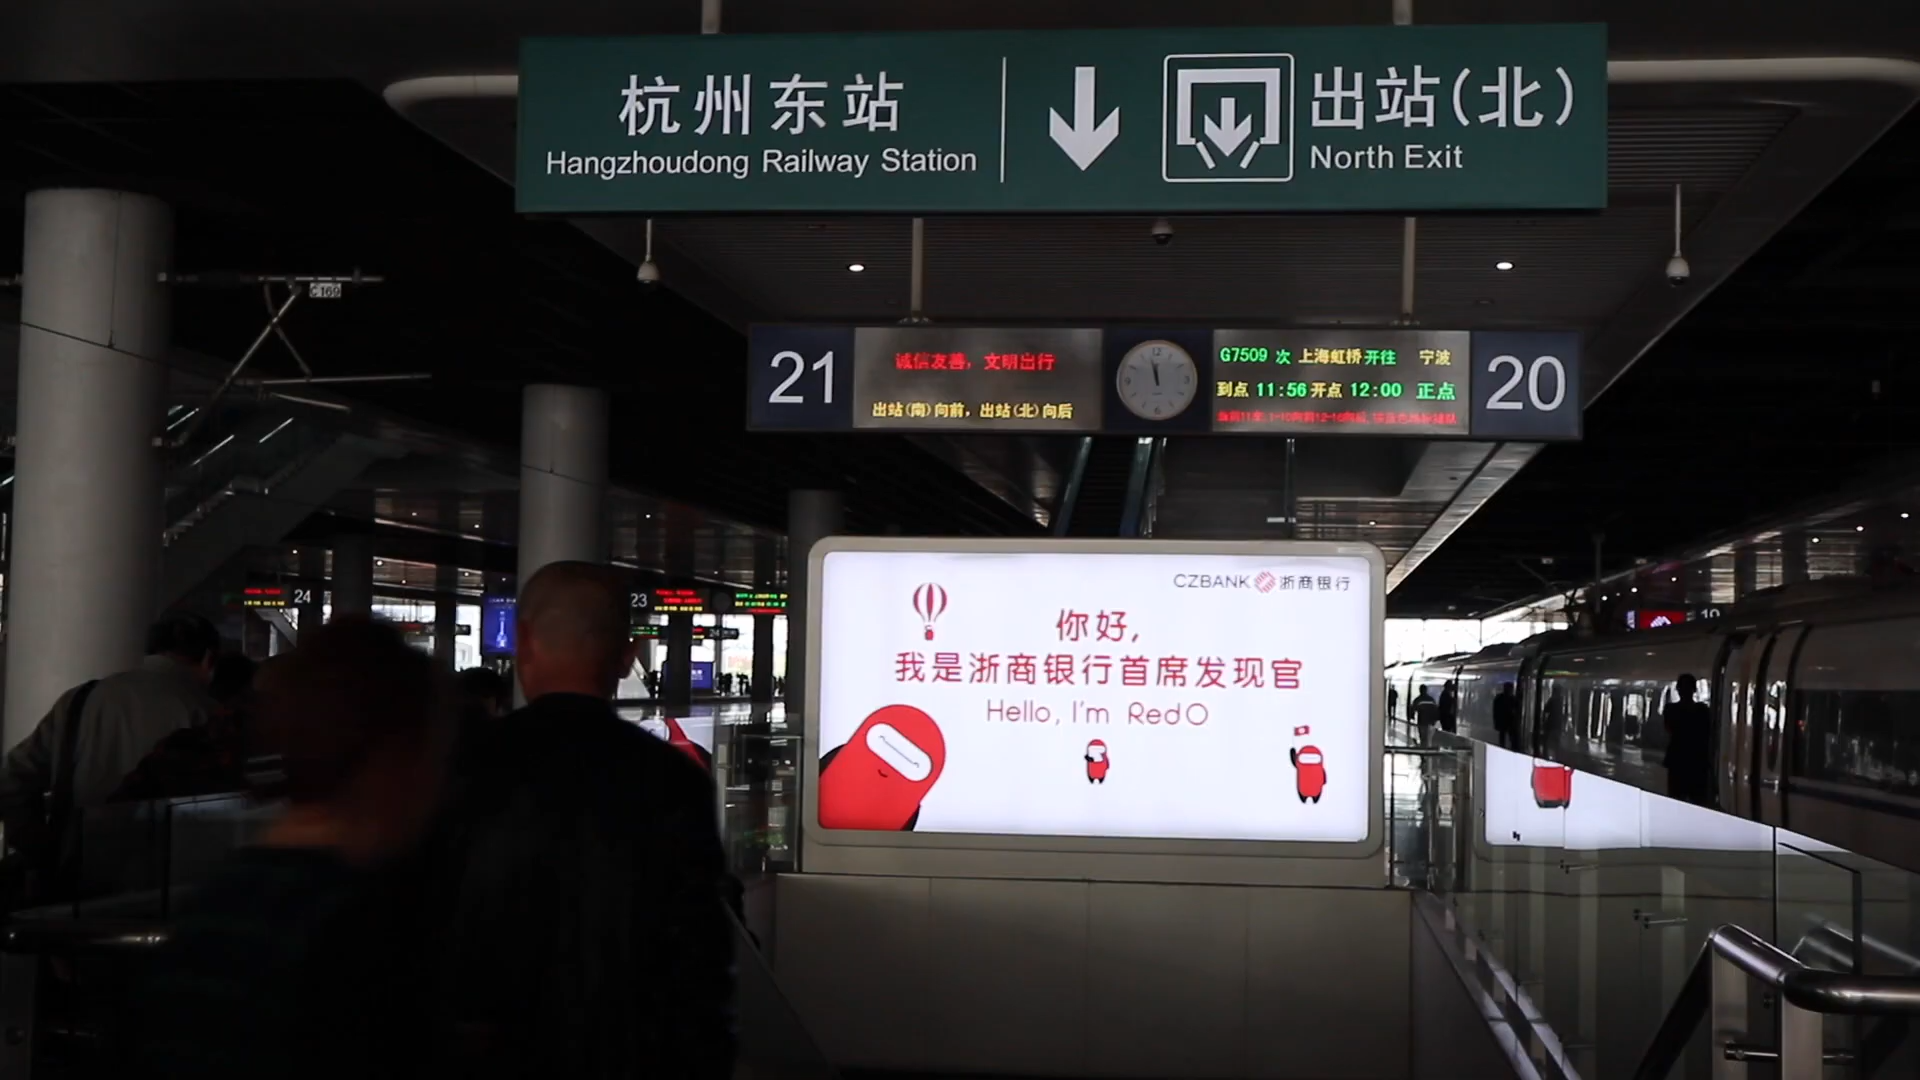 杭州东站
Hangzhoudong Railway Station
出站(北)
North Exit
C169
21
诚信友善，文明出行
出站(南)向前，出站(北)向后
G7509 次 上海虹桥开往 宁波
到点 11:56 开点 12:00 正点
20
24
23
19
CZBANK 浙商银行
你好,
我是浙商银行首席发现官
Hello, I'm RedO